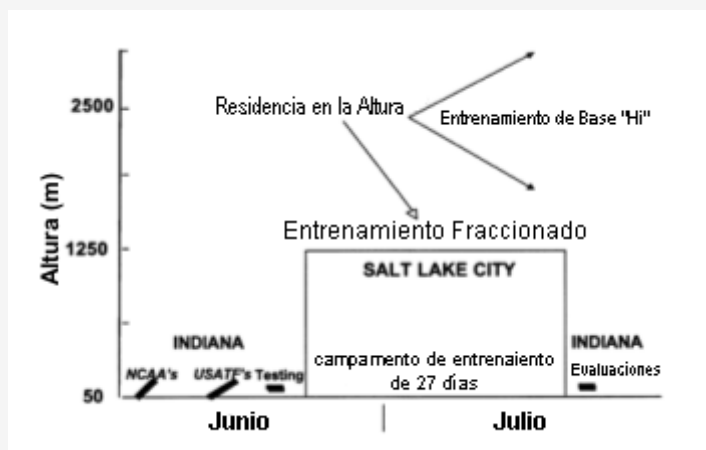 2500
Residencia en la Altura
Entrenamiento de Base "Hi"
Altura (m)
Entrenamiento Fraccionado
1250
SALT LAKE CITY
INDIANA
NCAA's USATF's Testing
campamento de entrenaiento
de 27 días
INDIANA
Evaluaciones
50
Junio | Julio